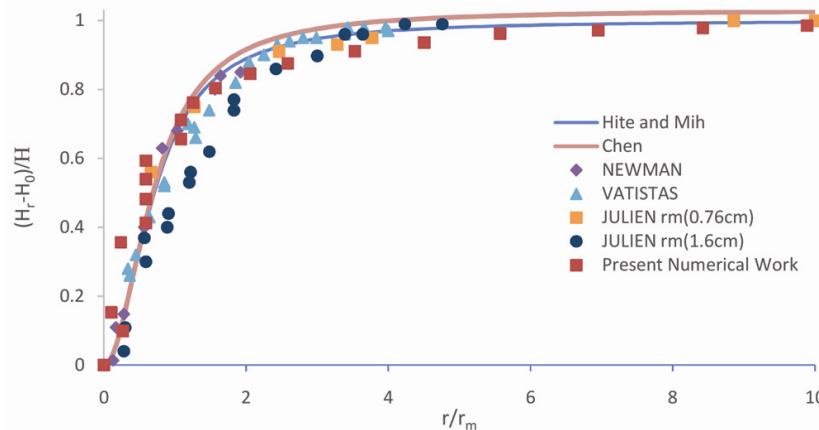 1
0.8
0.6
0.4
0.2
0
(Hr-H0)/H
0
2
4
6
8
10
r/rm
Hite and Mih
Chen
NEWMAN
VATISTAS
JULIEN rm(0.76cm)
JULIEN rm(1.6cm)
Present Numerical Work